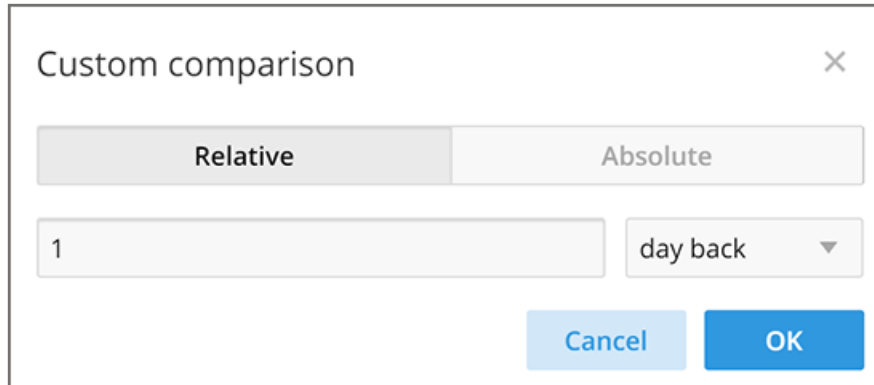 Custom comparison
Relative Absolute
1 day back
Cancel OK